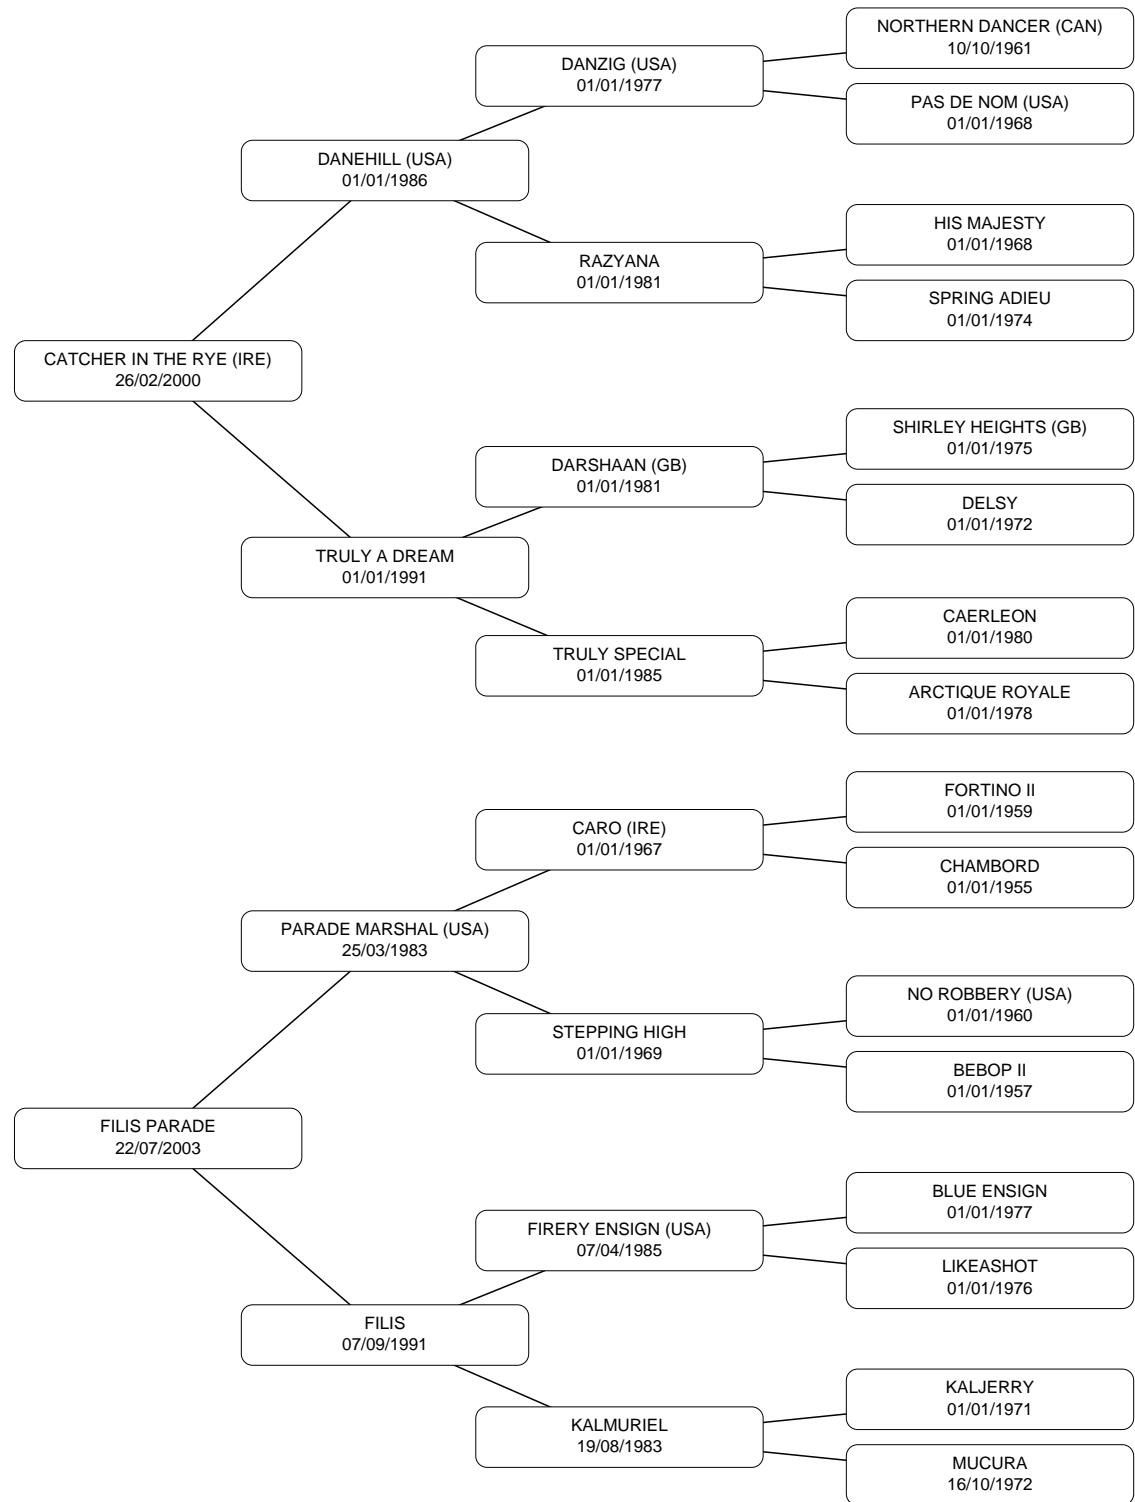 NORTHERN DANCER (CAN)
10/10/1961
DANZIG (USA)
01/01/1977
PAS DE NOM (USA)
01/01/1968
DANEHILL (USA)
01/01/1986
HIS MAJESTY
01/01/1968
RAZYANA
01/01/1981
SPRING ADIEU
01/01/1974
CATCHER IN THE RYE (IRE)
26/02/2000
SHIRLEY HEIGHTS (GB)
01/01/1975
DARSHAAN (GB)
01/01/1981
DELSY
01/01/1972
TRULY A DREAM
01/01/1991
CAERLEON
01/01/1980
TRULY SPECIAL
01/01/1985
ARCTIQUE ROYALE
01/01/1978
FORTINO II
01/01/1959
CARO (IRE)
01/01/1967
CHAMBORD
01/01/1955
PARADE MARSHAL (USA)
25/03/1983
NO ROBBERY (USA)
01/01/1960
STEPPING HIGH
01/01/1969
BEBOP II
01/01/1957
FILIS PARADE
22/07/2003
BLUE ENSIGN
01/01/1977
FIRERY ENSIGN (USA)
07/04/1985
LIKEASHOT
01/01/1976
FILIS
07/09/1991
KALJERRY
01/01/1971
KALMURIEL
19/08/1983
MUCURA
16/10/1972